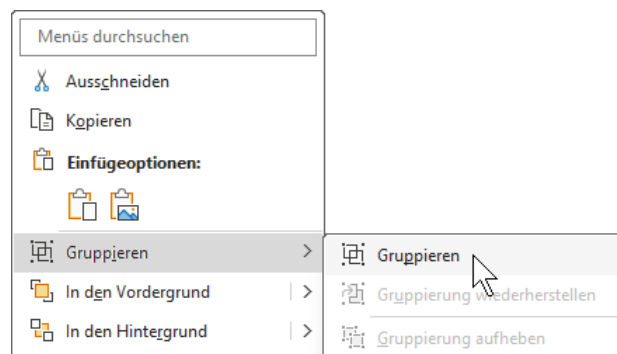 Menüs durchsuchen
Ausschneiden
Kopieren
Einfügeoptionen:
Gruppieren
Gruppieren
In den Vordergrund
Gruppierung wiederherstellen
In den Hintergrund
Gruppierung aufheben